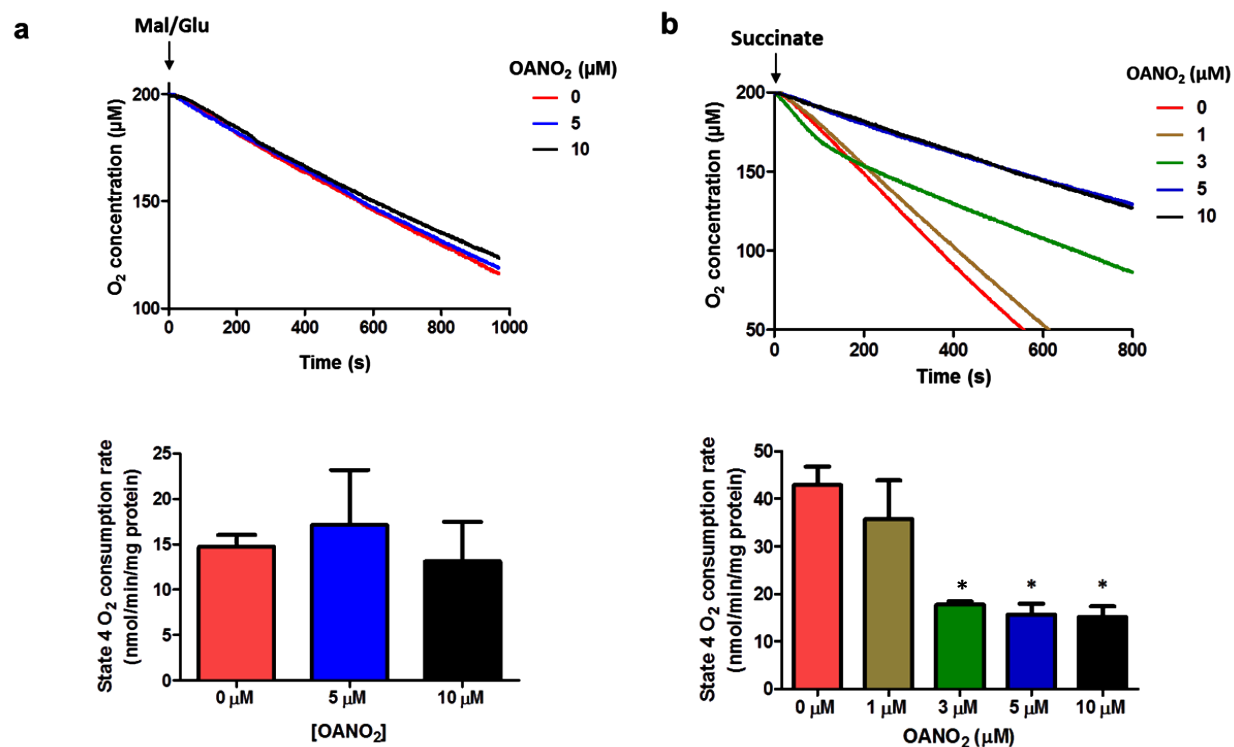 a
Mal/Glu
OANO₂ (µM)
0
5
10
O₂ concentration (µM)
200
150
100
0
200
400
600
800
1000
Time (s)
b
Succinate
OANO₂ (µM)
0
1
3
5
10
O₂ concentration (µM)
200
150
100
50
0
200
400
600
800
Time (s)
State 4 O₂ consumption rate
(nmol/min/mg protein)
25
20
15
10
5
0
0 µM
5 µM
10 µM
[OANO₂]
State 4 O₂ consumption rate
(nmol/min/mg protein)
50
40
30
20
10
0
* * *
0 µM
1 µM
3 µM
5 µM
10 µM
OANO₂ (µM)